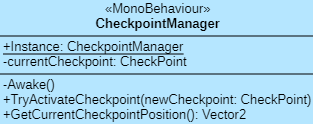 «MonoBehaviour»
CheckpointManager
+Instance: CheckpointManager
-currentCheckpoint: CheckPoint
-Awake()
+TryActivateCheckpoint(newCheckpoint: CheckPoint)
+GetCurrentCheckpointPosition(): Vector2